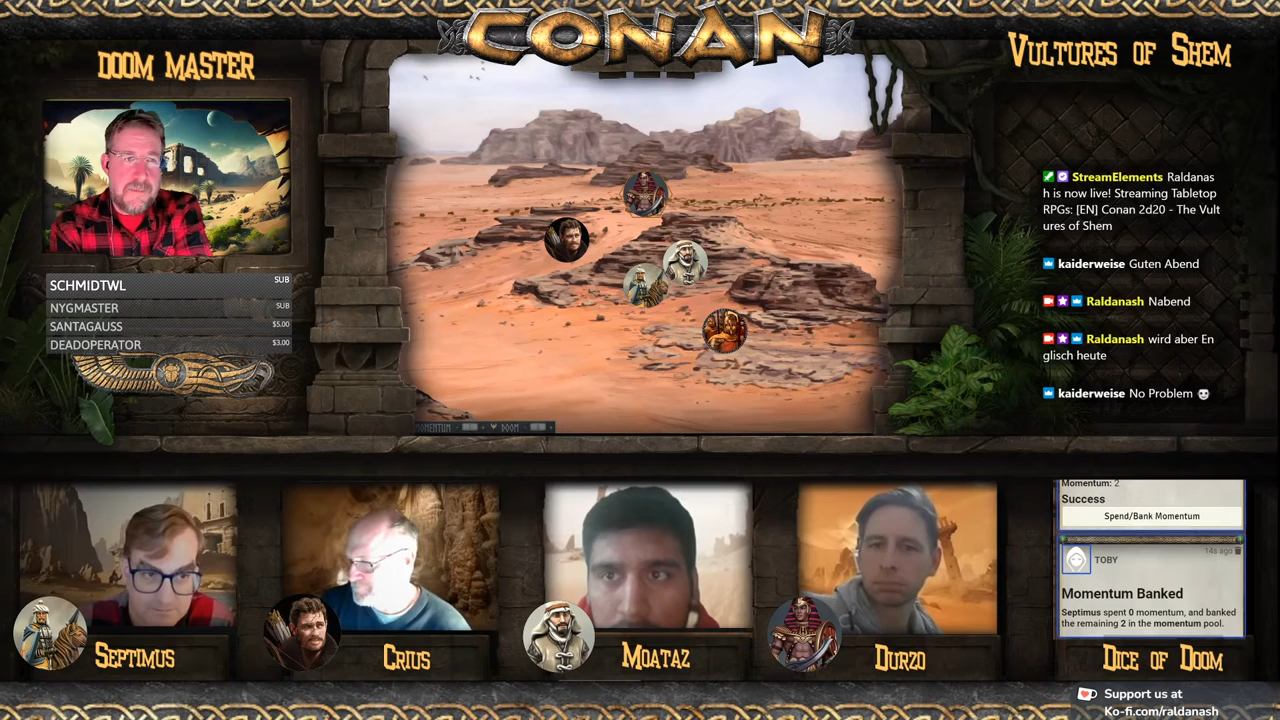 CONAN
DOOM MASTER
VULTURES OF SHEM
SCHMIDTWL SUB
NYGMASTER SUB
SANTAGAUSS $5.00
DEADOPERATOR $3.00
StreamElements Raldanas
h is now live! Streaming Tabletop
RPGs: [EN] Conan 2d20 - The Vult
ures of Shem
kaiderweise Guten Abend
Raldanash Nabend
Raldanash wird aber En
glisch heute
kaiderweise No Problem
MOMENTUM - + DOOM - +
SEPTIMUS
CRIUS
MOATAZ
DURZO
Momentum: 2
Success
Spend/Bank Momentum
TOBY 14s ago
Momentum Banked
Septimus spent 0 momentum, and banked
the remaining 2 in the momentum pool.
DICE OF DOOM
Support us at
Ko-fi.com/raldanash